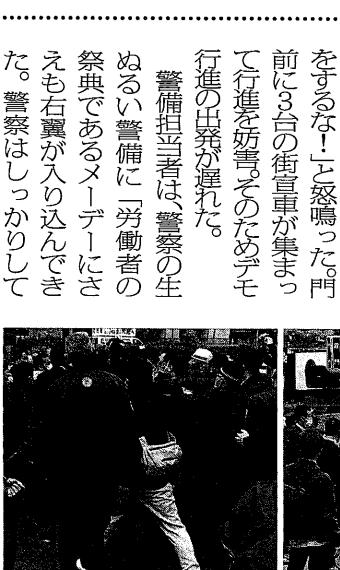 をするな！」と怒鳴った。門
前に3台の街宣車が集まっ
て行進を妨害。そのためデモ
行進の出発が遅れた。
警備担当者は、警察の生
ぬるい警備に「労働者の
祭典であるメーデーにさ
えも右翼が入り込んでき
た。警察はしっかりして